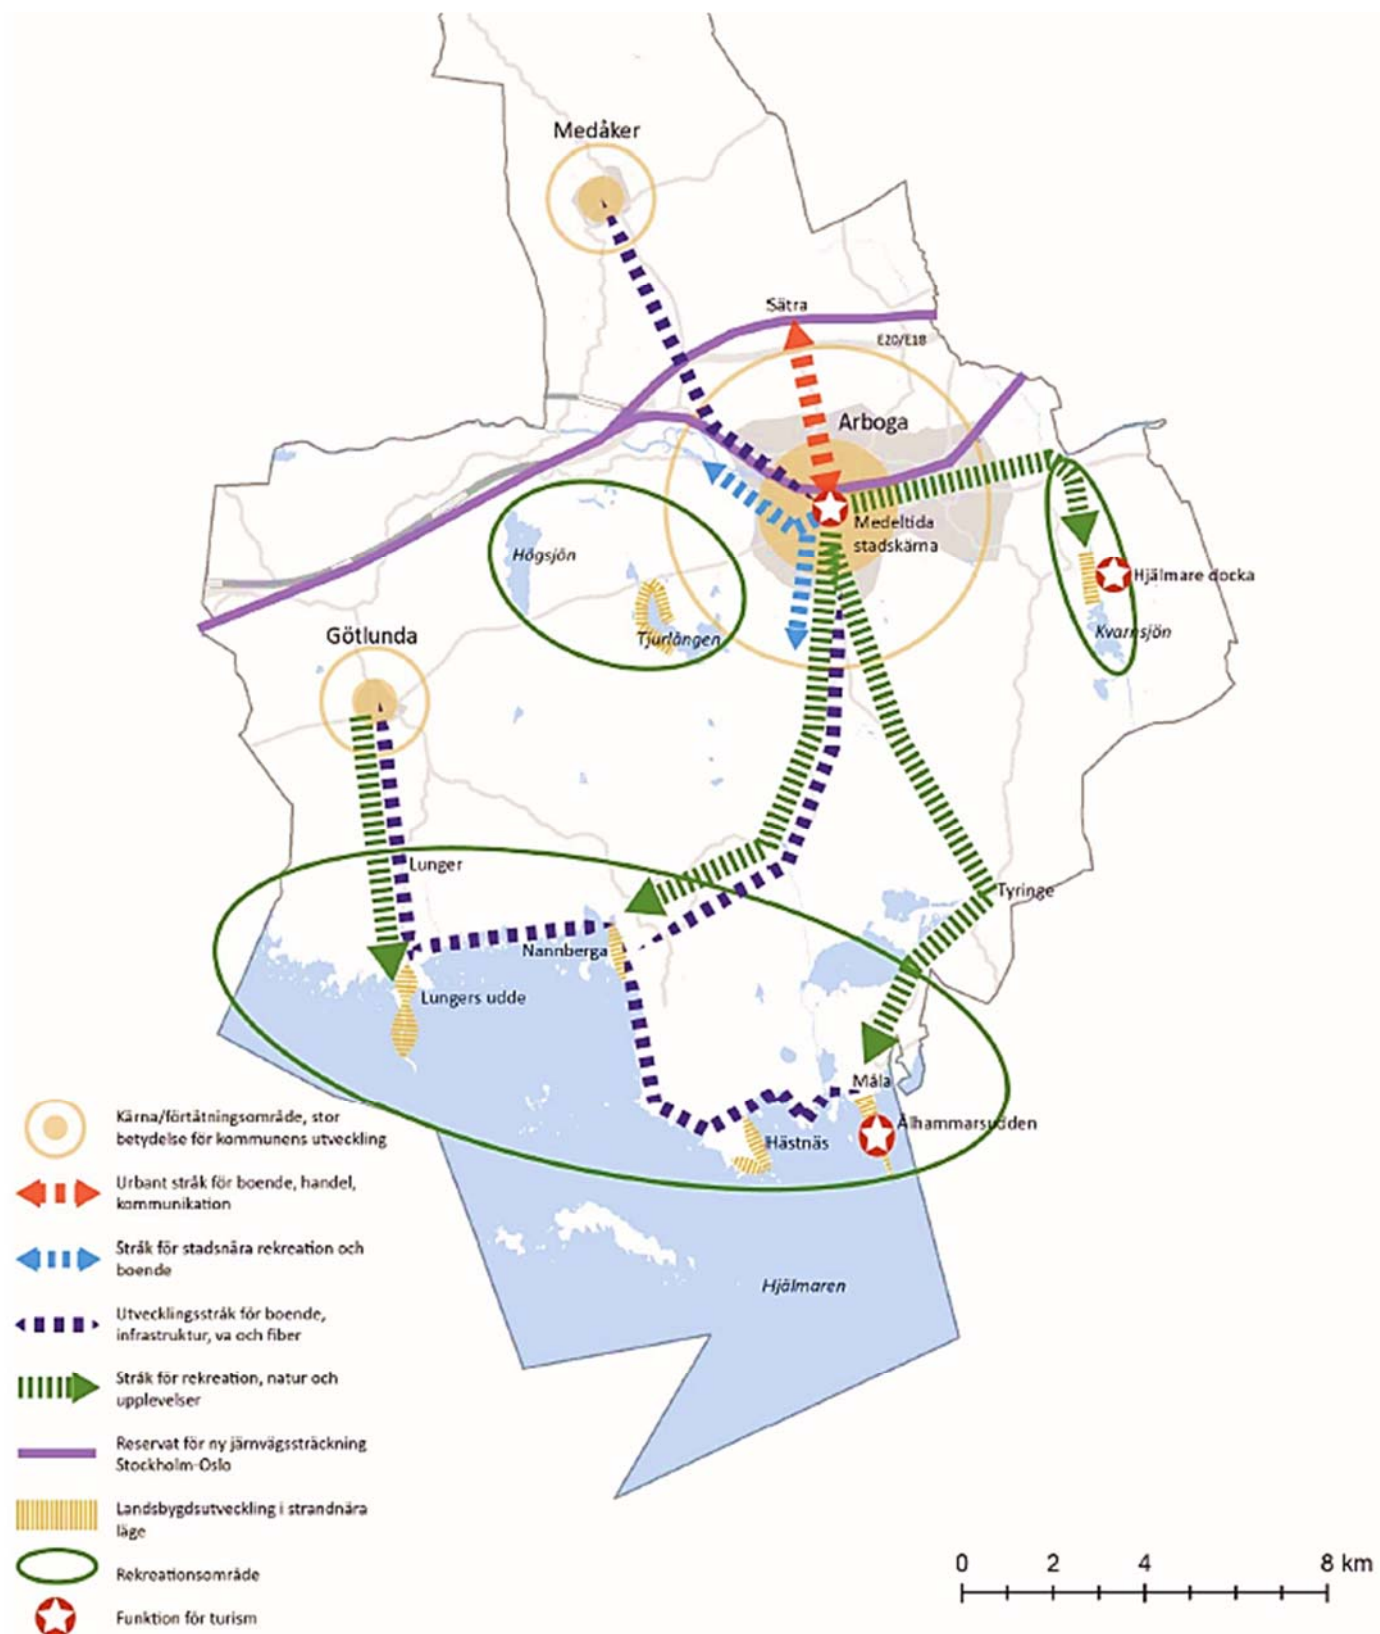 Medåker
Sätra
E20/E18
Arboga
Medeltida
stadskärna
Högsjön
Hjälmare docka
Tjurlången
Kvarnsjön
Götlunda
Lunger
Tyringe
Nannberga
Lungers udde
Måla
Ålhammarsudden
Hästnäs
Hjälmaren
Kärna/förtätningsområde, stor
betydelse för kommunens utveckling
Urbant stråk för boende, handel,
kommunikation
Stråk för stadsnära rekreation och
boende
Utvecklingsstråk för boende,
infrastruktur, va och fiber
Stråk för rekreation, natur och
upplevelser
Reservat för ny järnvägssträckning
Stockholm-Oslo
Landsbygdsutveckling i strandnära
läge
Rekreationsområde
Funktion för turism
0 2 4 8 km